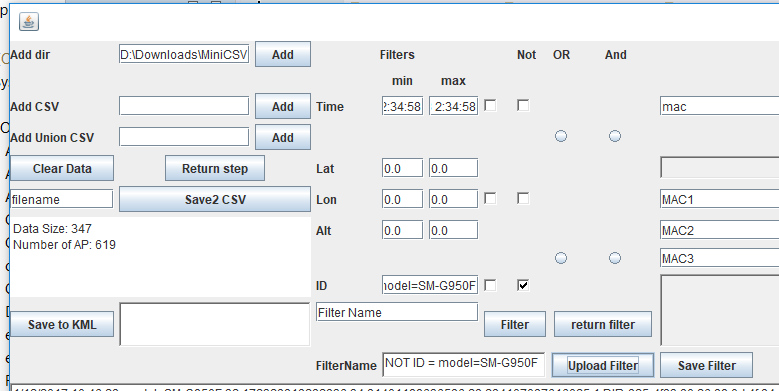 Add dir D:\Downloads\MiniCSV Add Filters Not OR And
min max
Add CSV Add Time 2:34:58 2:34:58 mac
Add Union CSV Add
Clear Data Return step Lat 0.0 0.0
filename Save2 CSV Lon 0.0 0.0 MAC1
Data Size: 347
Number of AP: 619
Alt 0.0 0.0 MAC2
MAC3
ID model=SM-G950F
Filter Name
Save to KML Filter return filter
FilterName NOT ID = model=SM-G950F Upload Filter Save Filter